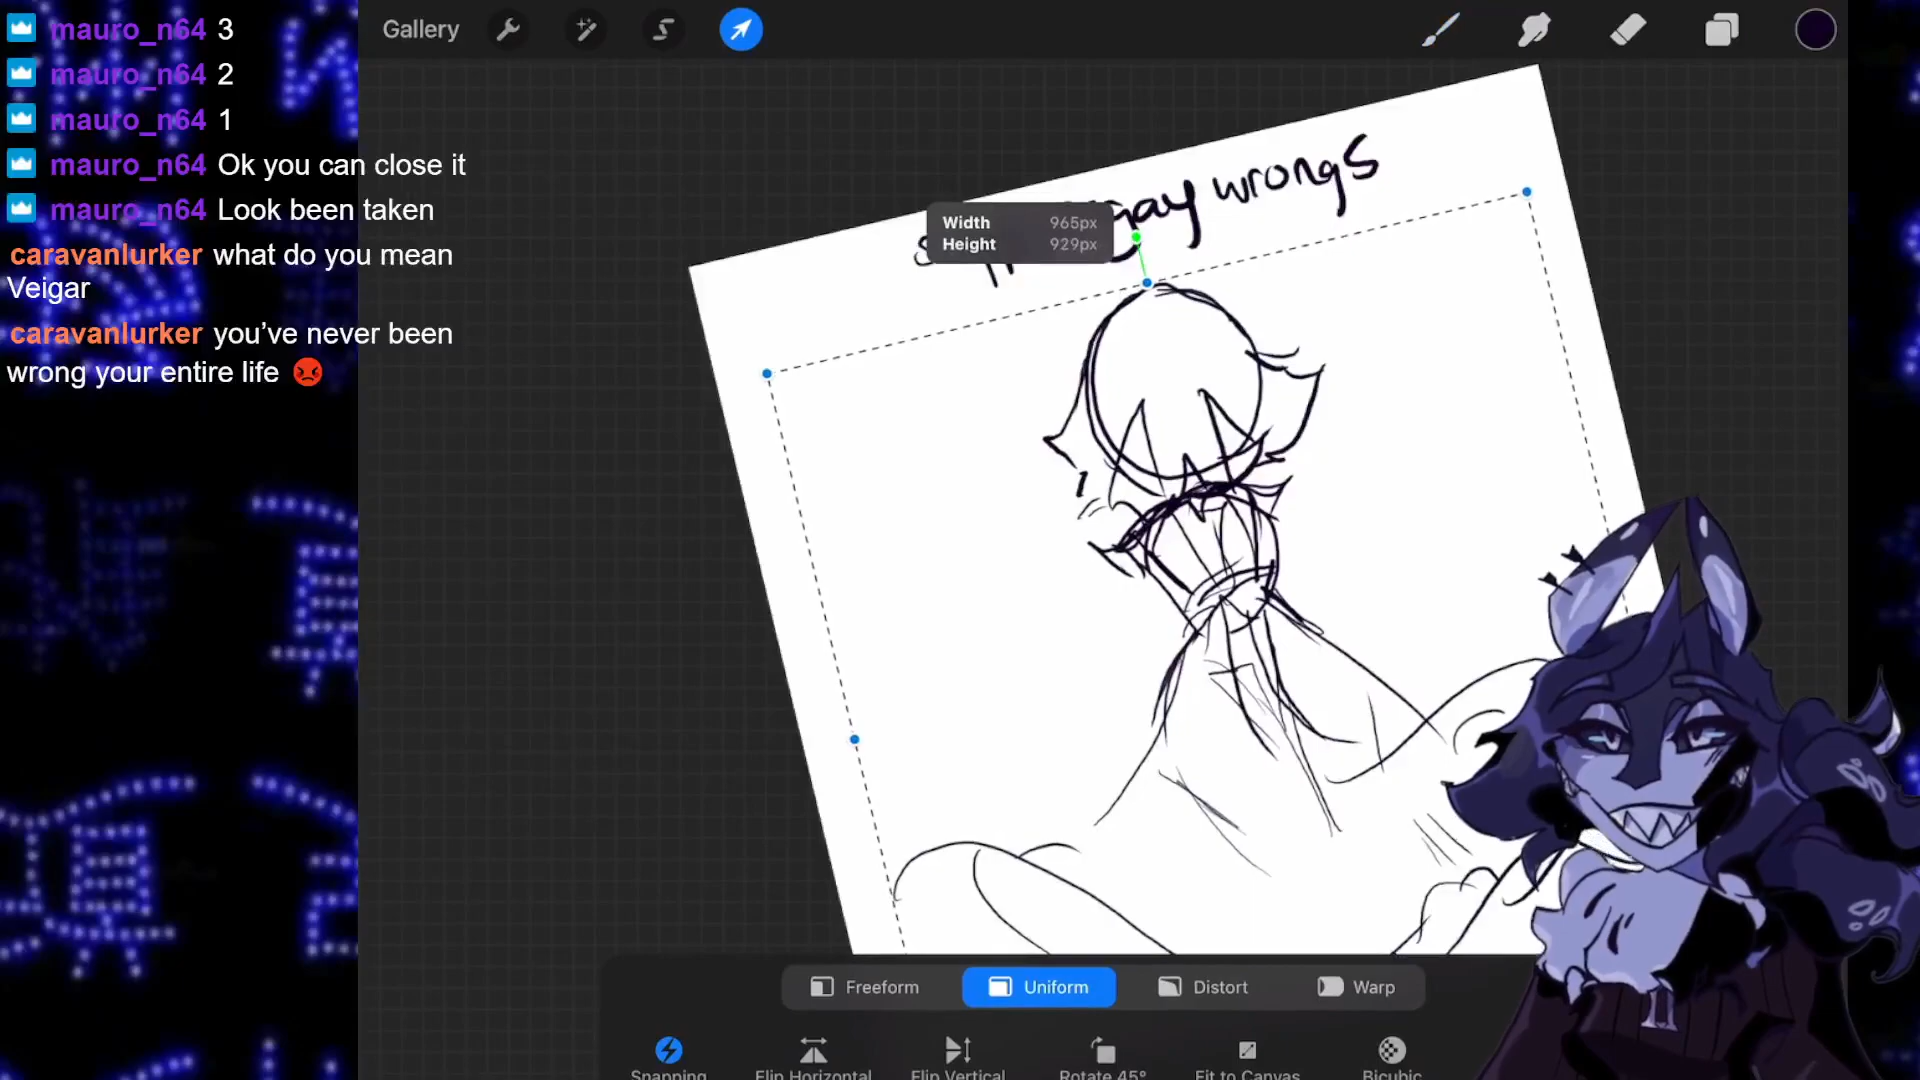 mauro_n64 3
mauro_n64 2
mauro_n64 1
mauro_n64 Ok you can close it
mauro_n64 Look been taken
caravanlurker what do you mean
Veigar
caravanlurker you’ve never been
wrong your entire life 😡
Gallery
gay wrongs
Width 965px
Height 929px
Freeform
Uniform
Distort
Warp
Snapping
Flip Horizontal
Flip Vertical
Rotate 45°
Fit to Canvas
Bicubic